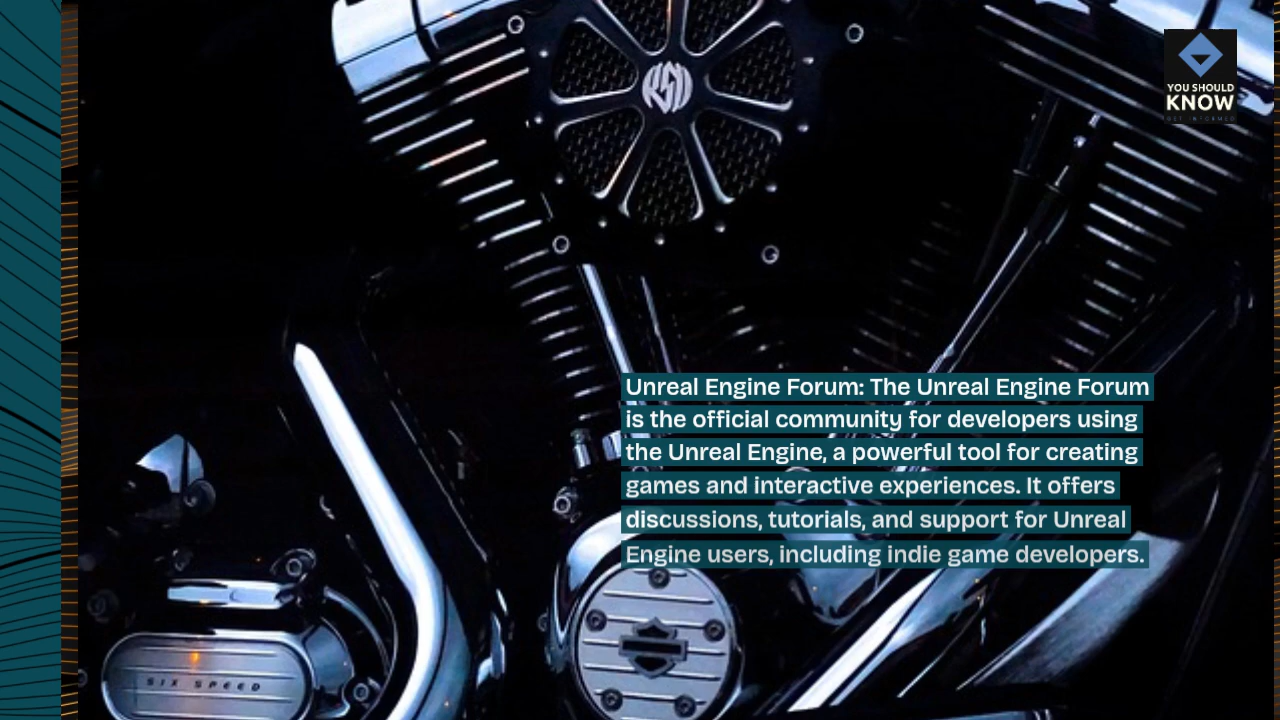 RSD
YOU SHOULD
KNOW
GET INFORMED
Unreal Engine Forum: The Unreal Engine Forum
is the official community for developers using
the Unreal Engine, a powerful tool for creating
games and interactive experiences. It offers
discussions, tutorials, and support for Unreal
Engine users, including indie game developers.
SIX SPEED